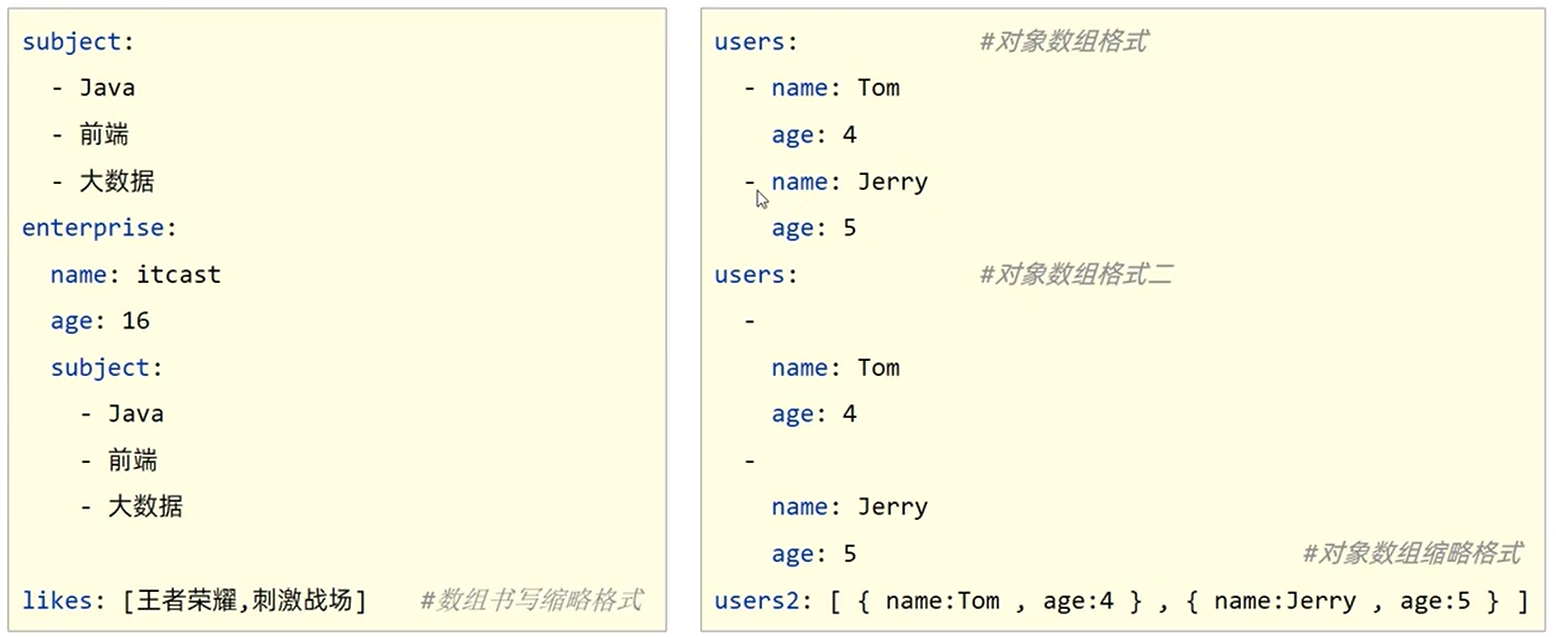 subject:
  - Java
  - 前端
  - 大数据
enterprise:
  name: itcast
  age: 16
  subject:
    - Java
    - 前端
    - 大数据
likes: [王者荣耀,刺激战场]    #数组书写缩略格式
users:             #对象数组格式
  - name: Tom
    age: 4
  - name: Jerry
    age: 5
users:             #对象数组格式二
  -
    name: Tom
    age: 4
  -
    name: Jerry
    age: 5                               #对象数组缩略格式
users2: [ { name:Tom , age:4 } , { name:Jerry , age:5 } ]